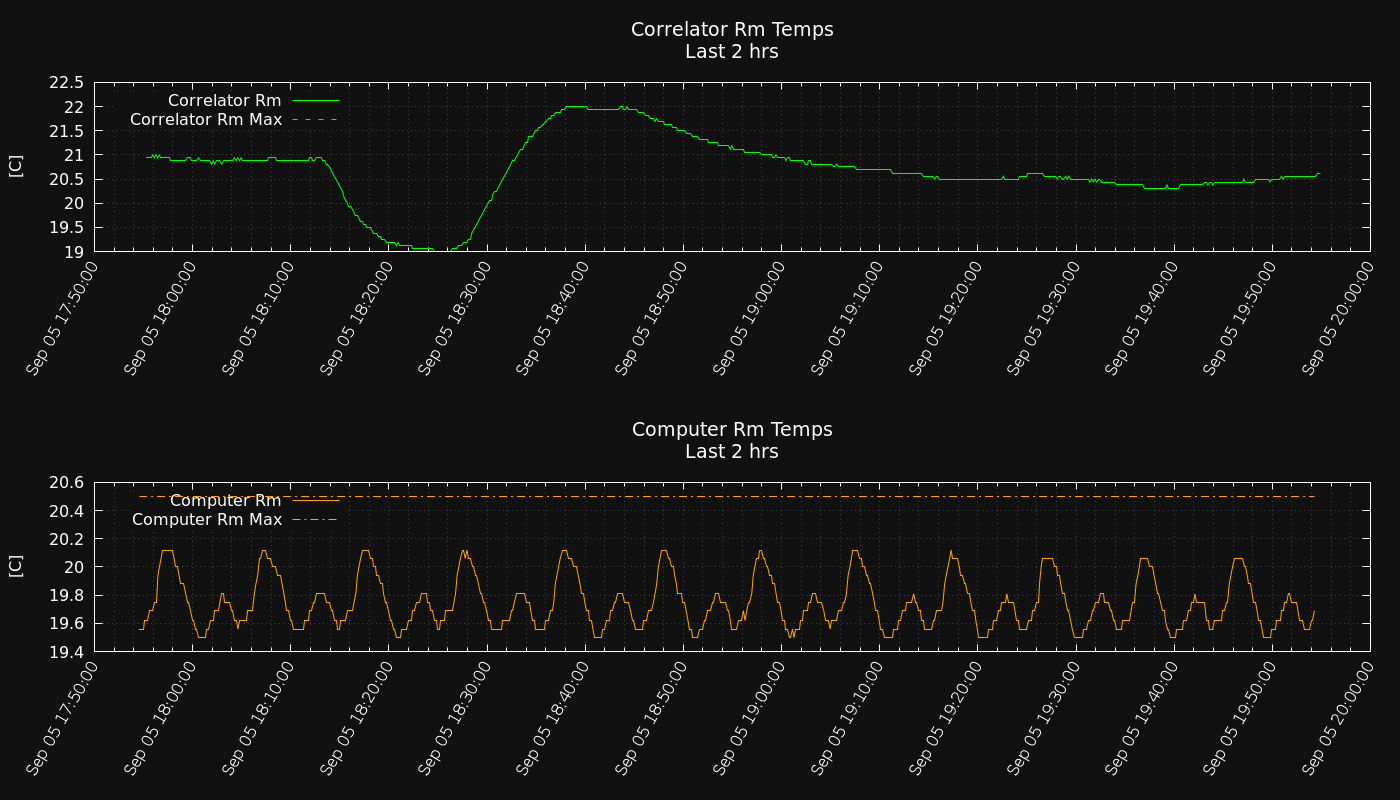 Correlator Rm Temps
Last 2 hrs
22.5
22
21.5
21
20.5
20
19.5
19
[C]
Correlator Rm
Correlator Rm Max
Sep 05 17:50:00
Sep 05 18:00:00
Sep 05 18:10:00
Sep 05 18:20:00
Sep 05 18:30:00
Sep 05 18:40:00
Sep 05 18:50:00
Sep 05 19:00:00
Sep 05 19:10:00
Sep 05 19:20:00
Sep 05 19:30:00
Sep 05 19:40:00
Sep 05 19:50:00
Sep 05 20:00:00
Computer Rm Temps
Last 2 hrs
20.6
20.4
20.2
20
19.8
19.6
19.4
[C]
Computer Rm
Computer Rm Max
Sep 05 17:50:00
Sep 05 18:00:00
Sep 05 18:10:00
Sep 05 18:20:00
Sep 05 18:30:00
Sep 05 18:40:00
Sep 05 18:50:00
Sep 05 19:00:00
Sep 05 19:10:00
Sep 05 19:20:00
Sep 05 19:30:00
Sep 05 19:40:00
Sep 05 19:50:00
Sep 05 20:00:00